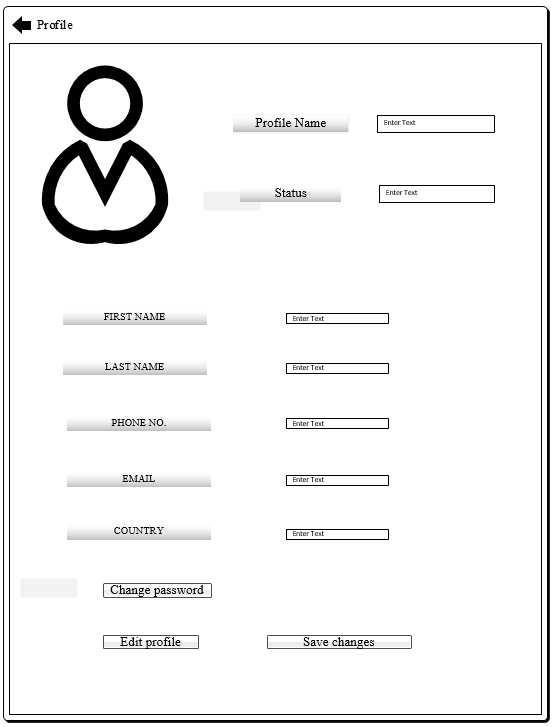 Profile
Profile Name Enter Text
Status Enter Text
FIRST NAME Enter Text
LAST NAME Enter Text
PHONE NO. Enter Text
EMAIL Enter Text
COUNTRY Enter Text
Change password
Edit profile Save changes